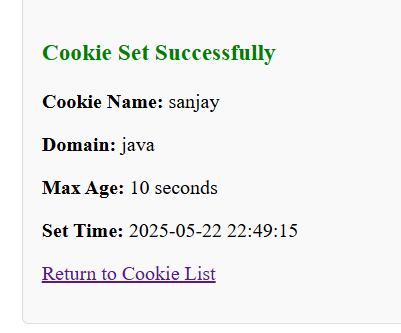 Cookie Set Successfully
Cookie Name: sanjay
Domain: java
Max Age: 10 seconds
Set Time: 2025-05-22 22:49:15
Return to Cookie List